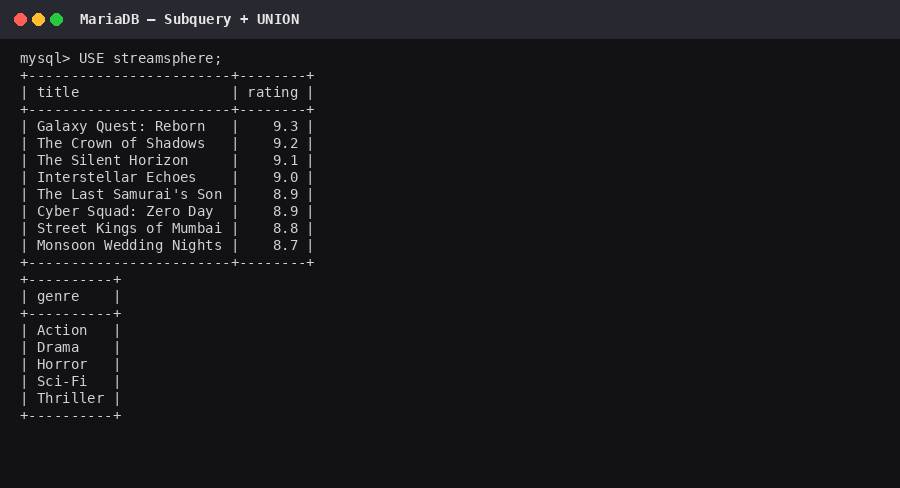 MariaDB — Subquery + UNION
mysql> USE streamsphere;
+------------------------+--------+
| title                  | rating |
+------------------------+--------+
| Galaxy Quest: Reborn   |    9.3 |
| The Crown of Shadows   |    9.2 |
| The Silent Horizon     |    9.1 |
| Interstellar Echoes    |    9.0 |
| The Last Samurai's Son |    8.9 |
| Cyber Squad: Zero Day  |    8.9 |
| Street Kings of Mumbai |    8.8 |
| Monsoon Wedding Nights |    8.7 |
+------------------------+--------+
+----------+
| genre    |
+----------+
| Action   |
| Drama    |
| Horror   |
| Sci-Fi   |
| Thriller |
+----------+